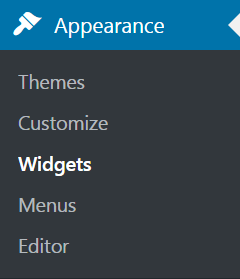 Appearance
Themes
Customize
Widgets
Menus
Editor